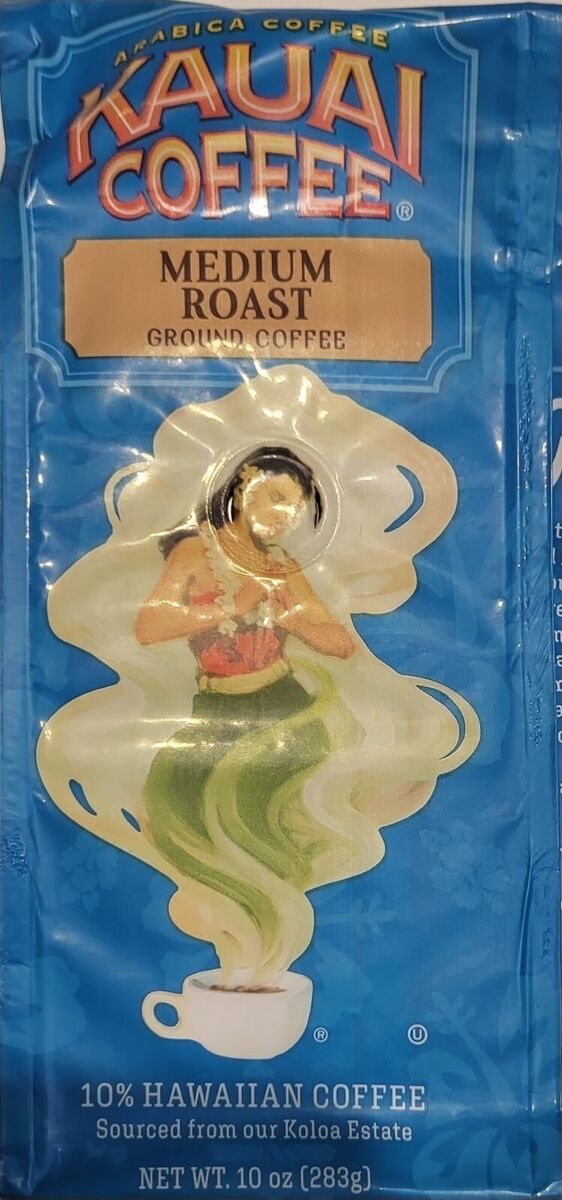 ARABICA COFFEE
KAUAI
COFFEE®
MEDIUM
ROAST
GROUND COFFEE
®
U
10% HAWAIIAN COFFEE
Sourced from our Koloa Estate
NET WT. 10 oz (283g)